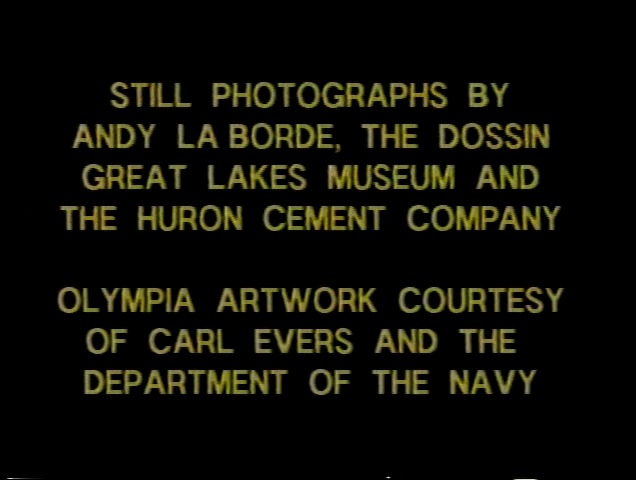 STILL PHOTOGRAPHS BY
ANDY LA BORDE, THE DOSSIN
GREAT LAKES MUSEUM AND
THE HURON CEMENT COMPANY
OLYMPIA ARTWORK COURTESY
OF CARL EVERS AND THE
DEPARTMENT OF THE NAVY